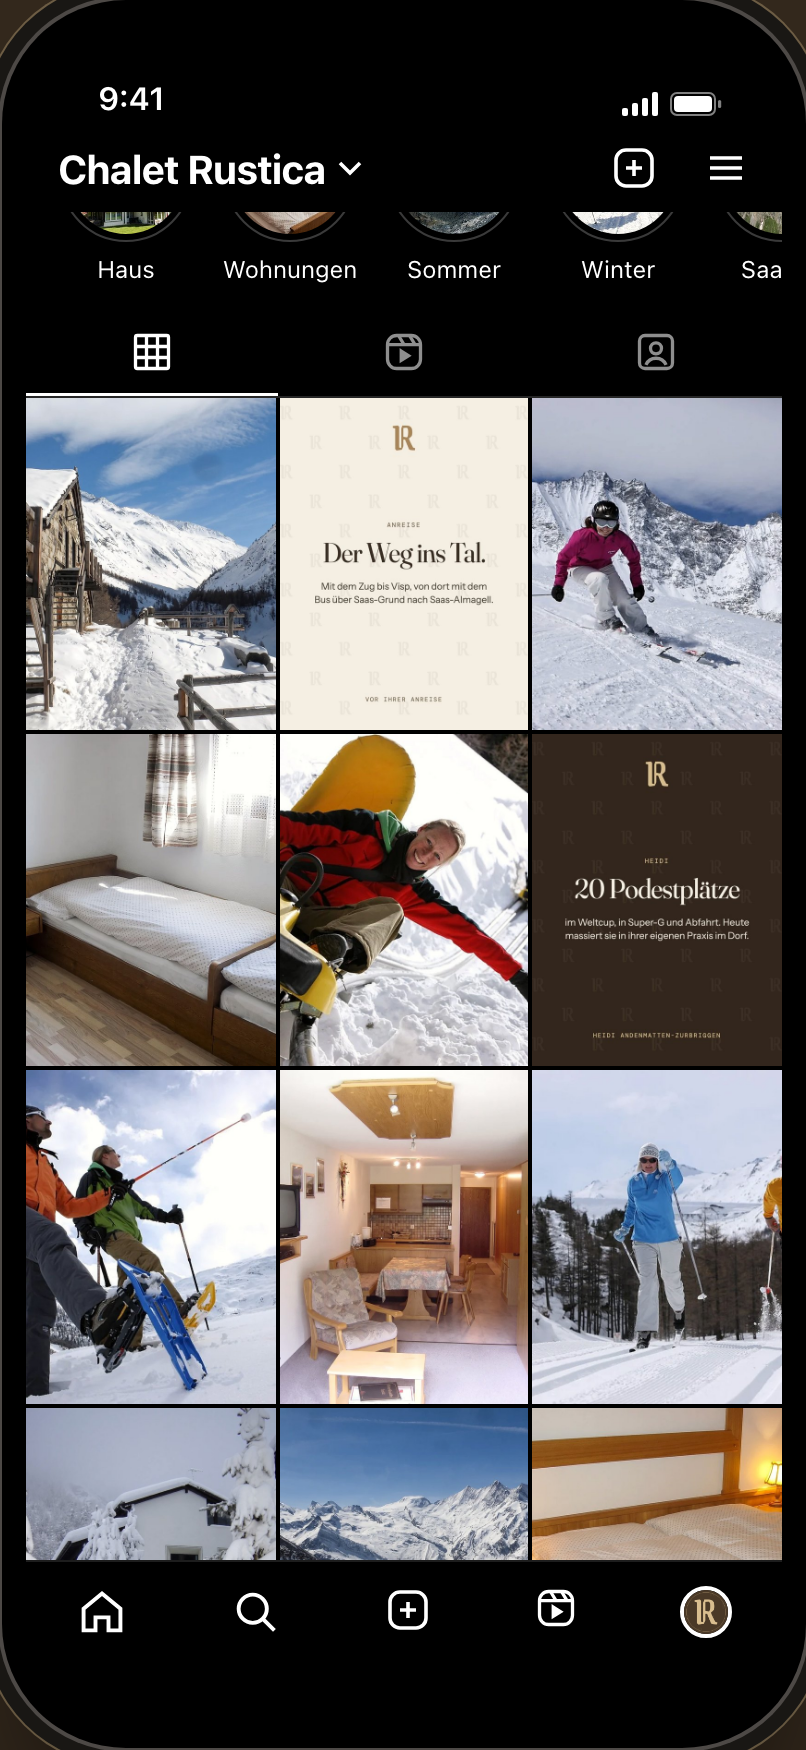 9:41
Chalet Rustica
Haus
Wohnungen
Sommer
Winter
Saa
R
ANREISE
Der Weg ins Tal.
Mit dem Zug bis Visp, von dort mit dem
Bus über Saas-Grund nach Saas-Almagell.
VOR IHRER ANREISE
R
HEIDI
20 Podestplätze
im Weltcup, in Super-G und Abfahrt. Heute
massiert sie in ihrer eigenen Praxis im Dorf.
HEIDI ANDENMATTEN-ZURBRIGGEN
R